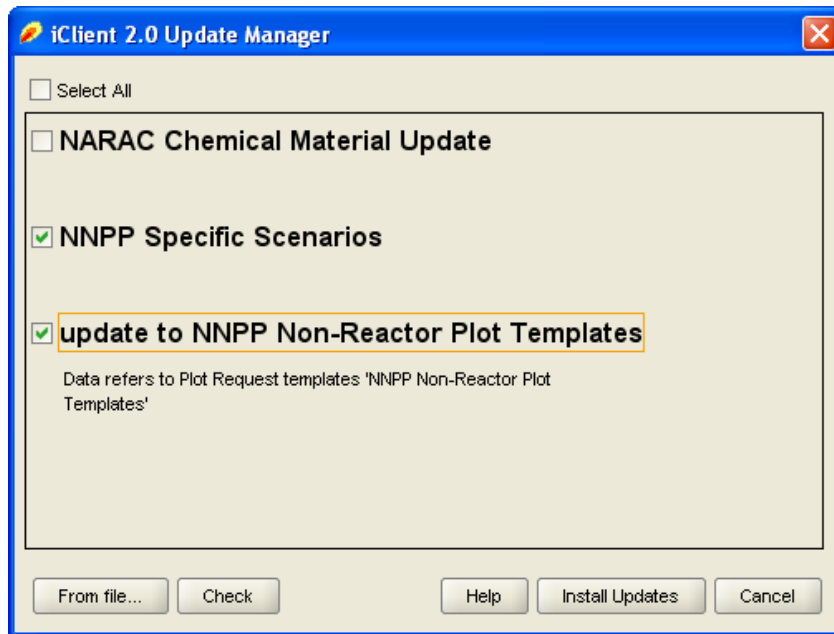 iClient 2.0 Update Manager
Select All
NARAC Chemical Material Update
NNPP Specific Scenarios
update to NNPP Non-Reactor Plot Templates
Data refers to Plot Request templates 'NNPP Non-Reactor Plot
Templates'
From file... Check Help Install Updates Cancel